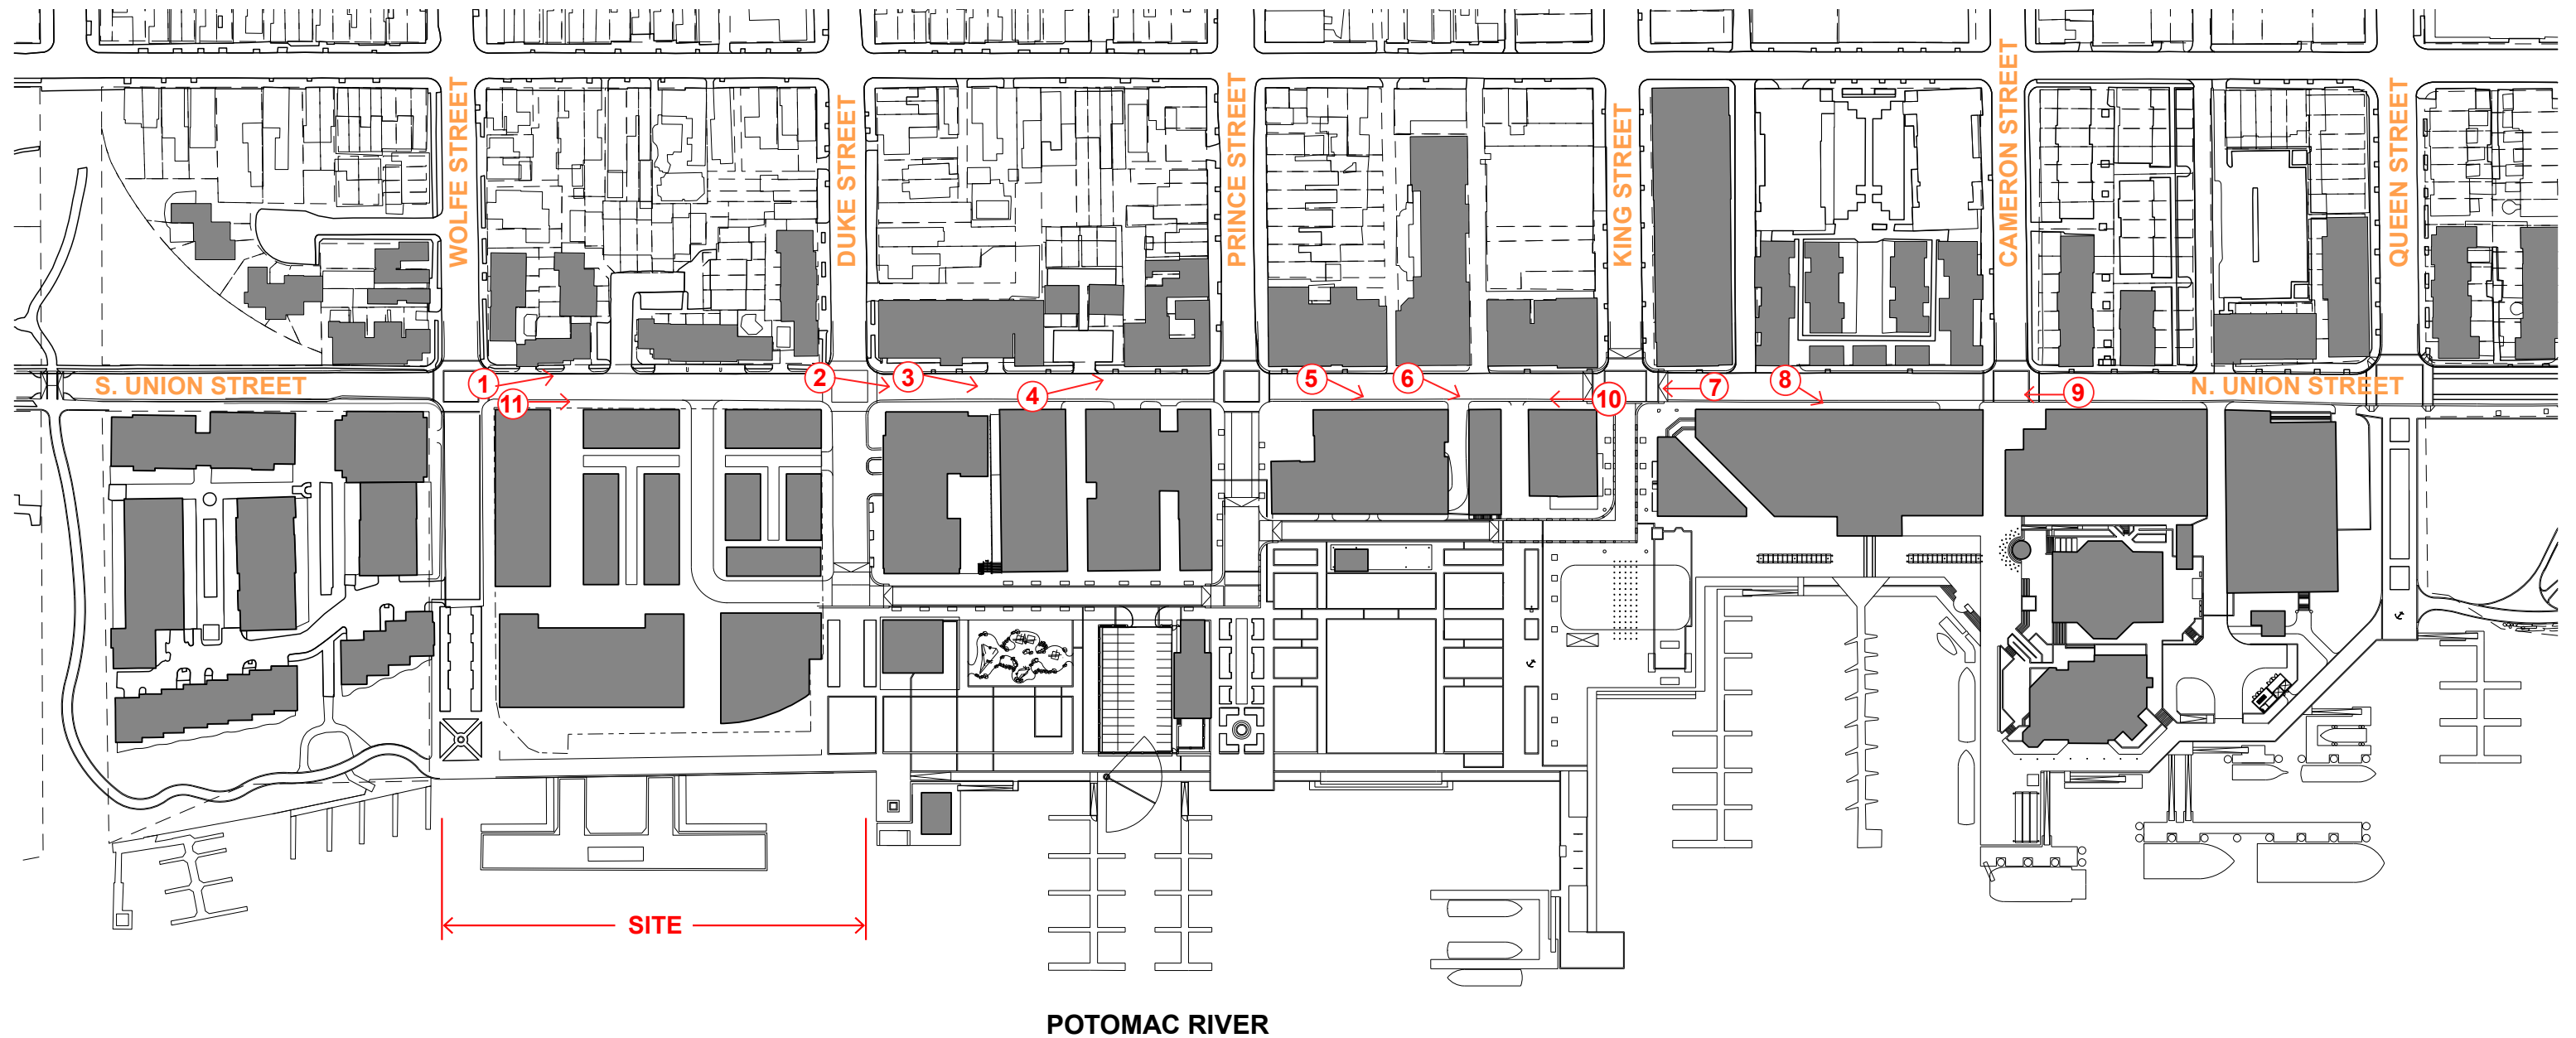 WOLFE STREET
DUKE STREET
PRINCE STREET
KING STREET
CAMERON STREET
QUEEN STREET
S. UNION STREET
N. UNION STREET
1
2
3
4
5
6
7
8
9
10
11
SITE
POTOMAC RIVER